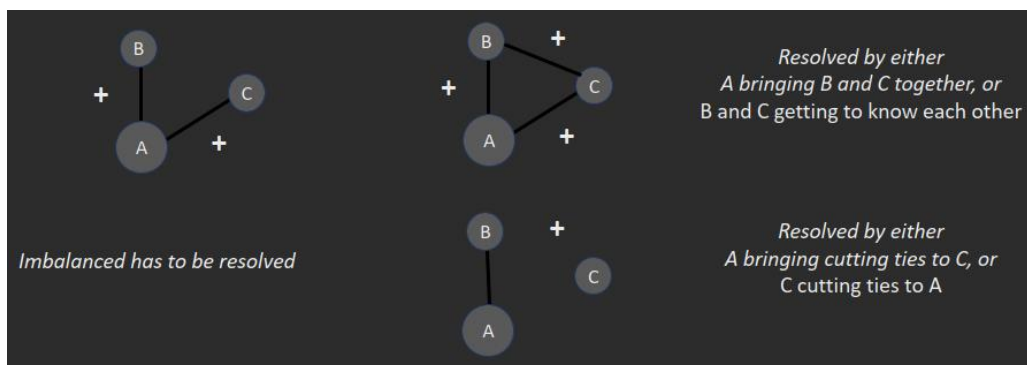 B
+
C
A
+
B
+
C
+
A
+
Resolved by either
A bringing B and C together, or
B and C getting to know each other
Imbalanced has to be resolved
B
+
C
A
Resolved by either
A bringing cutting ties to C, or
C cutting ties to A